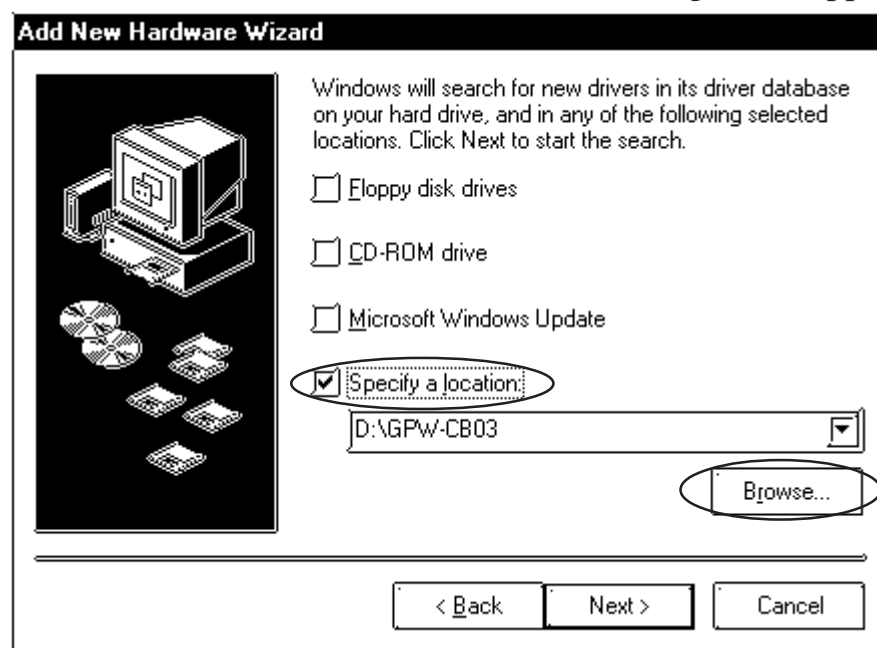 Add New Hardware Wizard
Windows will search for new drivers in its driver database
on your hard drive, and in any of the following selected
locations. Click Next to start the search.
Floppy disk drives
CD-ROM drive
Microsoft Windows Update
Specify a location:
D:\GPW-CB03
Browse...
< Back
Next >
Cancel